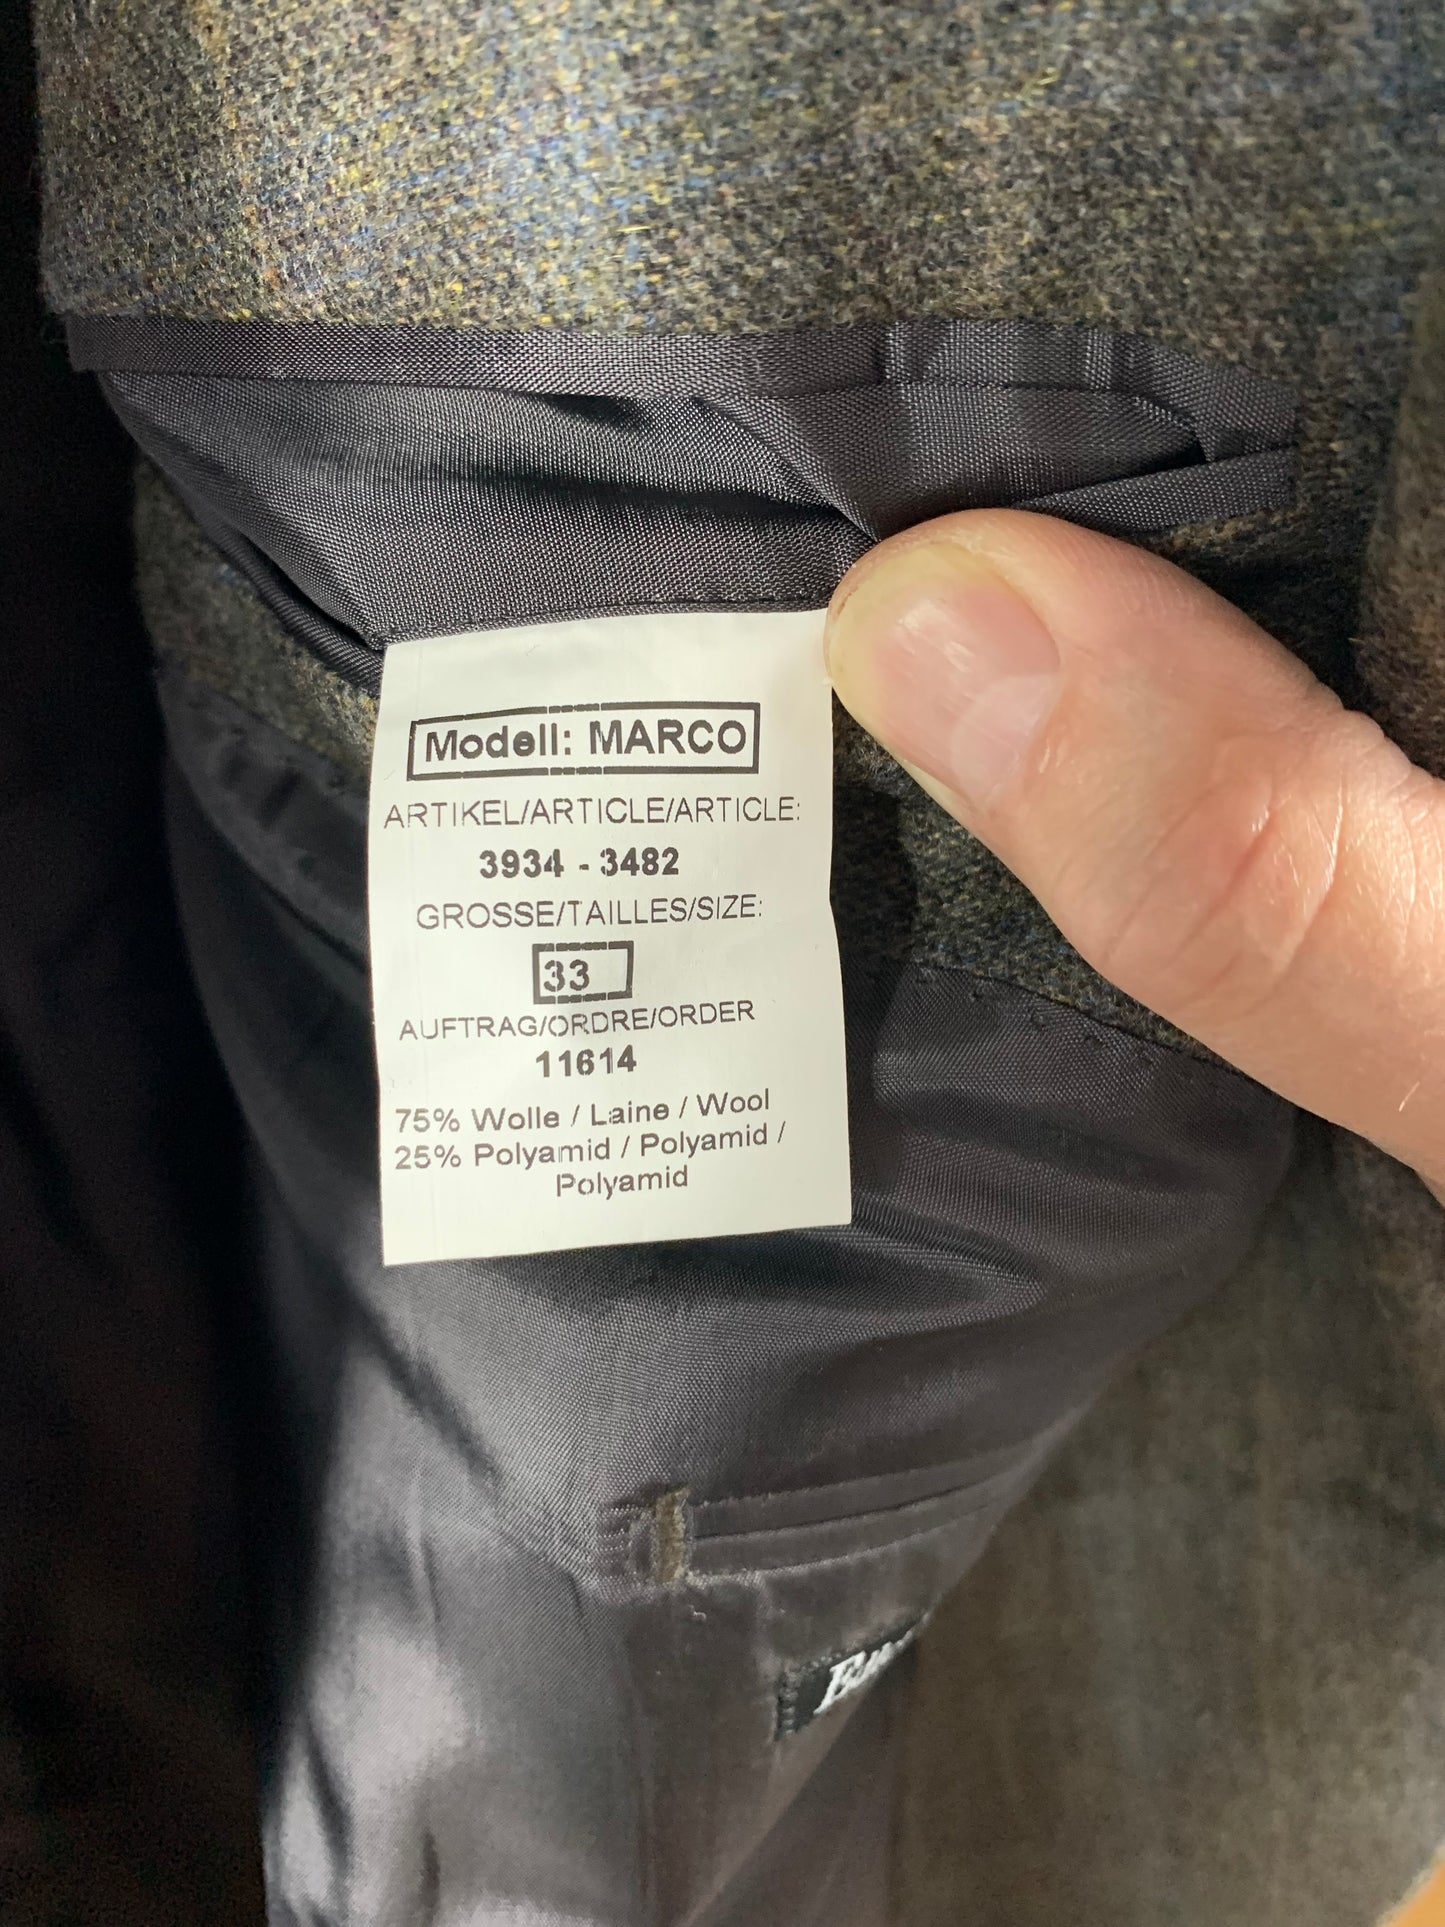 Modell: MARCO
ARTIKEL/ARTICLE/ARTICLE:
3934 - 3482
GROSSE/TAILLES/SIZE:
33
AUFTRAG/ORDRE/ORDER
11614
75% Wolle / Laine / Wool
25% Polyamid / Polyamid /
Polyamid